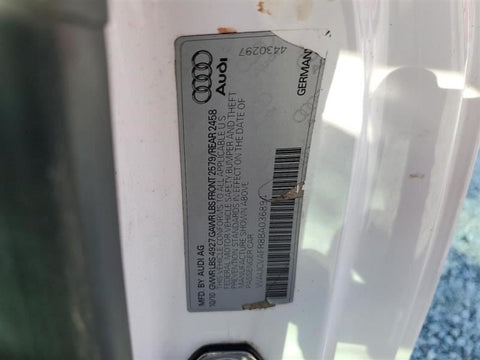 Audi
4430297
GERMANY
MFD. BY AUDI AG
10/10 GVWR LBS 4927 GAWR LBS FRONT 2579/REAR 2458
THIS VEHICLE CONFORMS TO ALL APPLICABLE U S
FEDERAL MOTOR VEHICLE SAFETY BUMPER AND THEFT
PREVENTION STANDARDS IN EFFECT ON THE DATE OF
MANUFACTURE SHOWN ABOVE
PASSENGER CAR